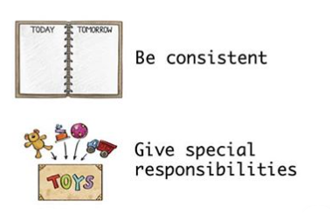 TODAY TOMORROW
Be consistent
Give special
responsibilities
TOYS